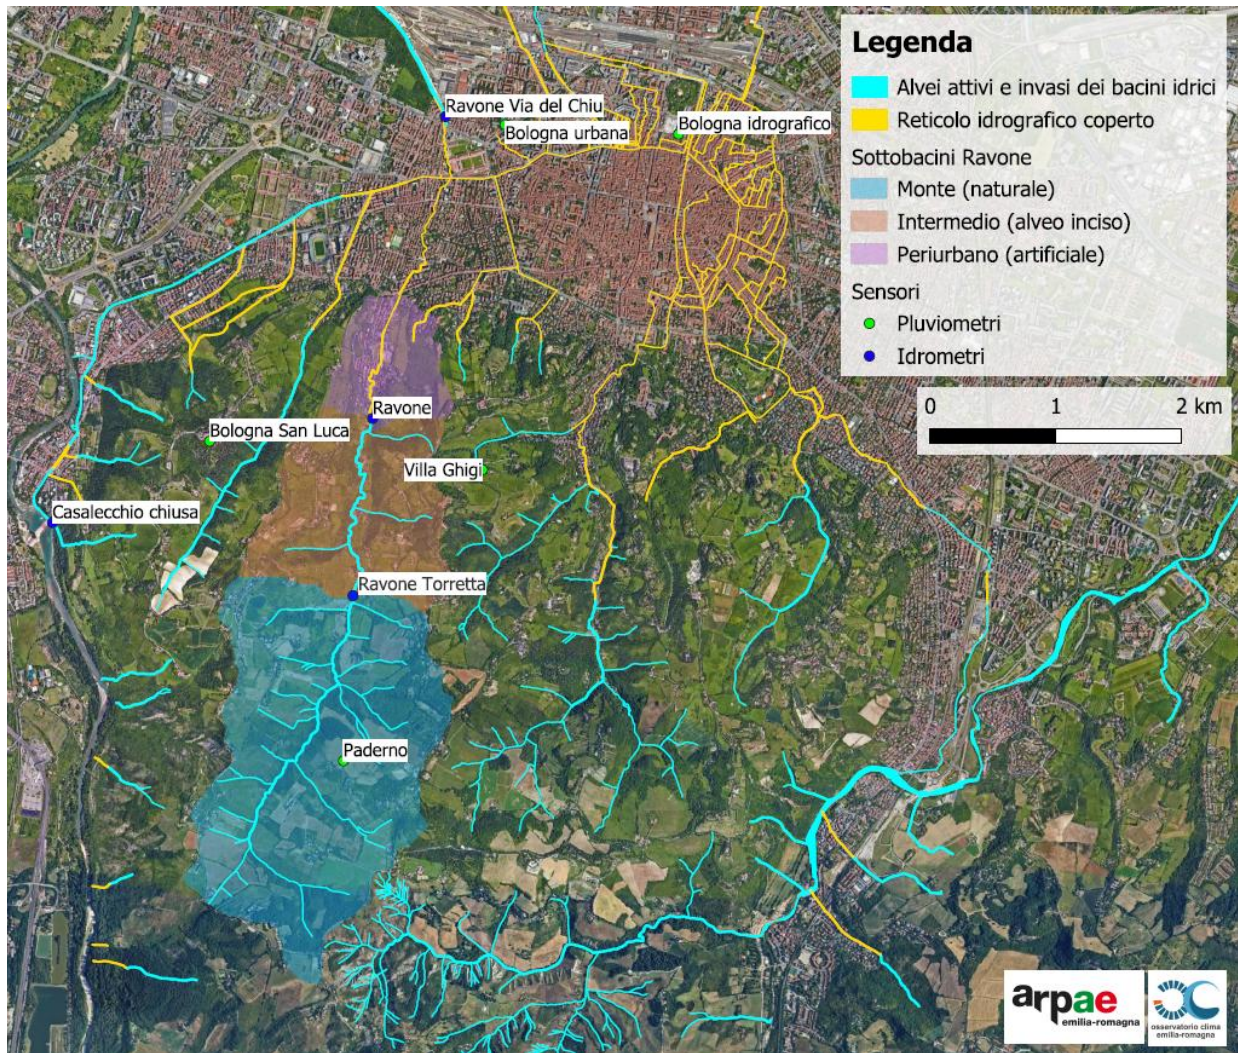 Legenda
Alvei attivi e invasi dei bacini idrici
Reticolo idrografico coperto
Sottobacini Ravone
Monte (naturale)
Intermedio (alveo inciso)
Periurbano (artificiale)
Sensori
Pluviometri
Idrometri
0 1 2 km
Ravone Via del Chiu
Bologna urbana
Bologna idrografico
Ravone
Bologna San Luca
Villa Ghigi
Casalecchio chiusa
Ravone Torretta
Paderno
arpae
emilia-romagna
osservatorio clima
emilia-romagna